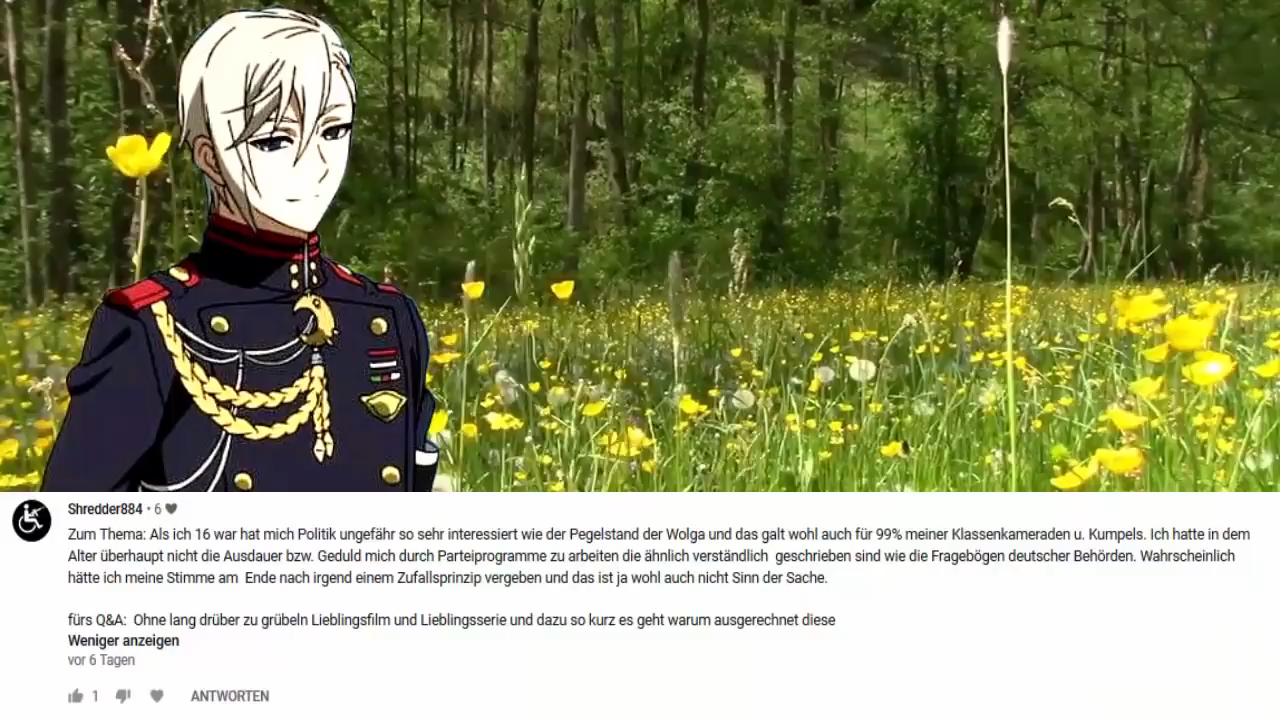 Shredder884 • 6
Zum Thema: Als ich 16 war hat mich Politik ungefähr so sehr interessiert wie der Pegelstand der Wolga und das galt wohl auch für 99% meiner Klassenkameraden u. Kumpels. Ich hatte in dem
Alter überhaupt nicht die Ausdauer bzw. Geduld mich durch Parteiprogramme zu arbeiten die ähnlich verständlich geschrieben sind wie die Fragebögen deutscher Behörden. Wahrscheinlich
hätte ich meine Stimme am Ende nach irgend einem Zufallsprinzip vergeben und das ist ja wohl auch nicht Sinn der Sache.
fürs Q&A: Ohne lang drüber zu grübeln Lieblingsfilm und Lieblingsserie und dazu so kurz es geht warum ausgerechnet diese
Weniger anzeigen
vor 6 Tagen
1 ANTWORTEN